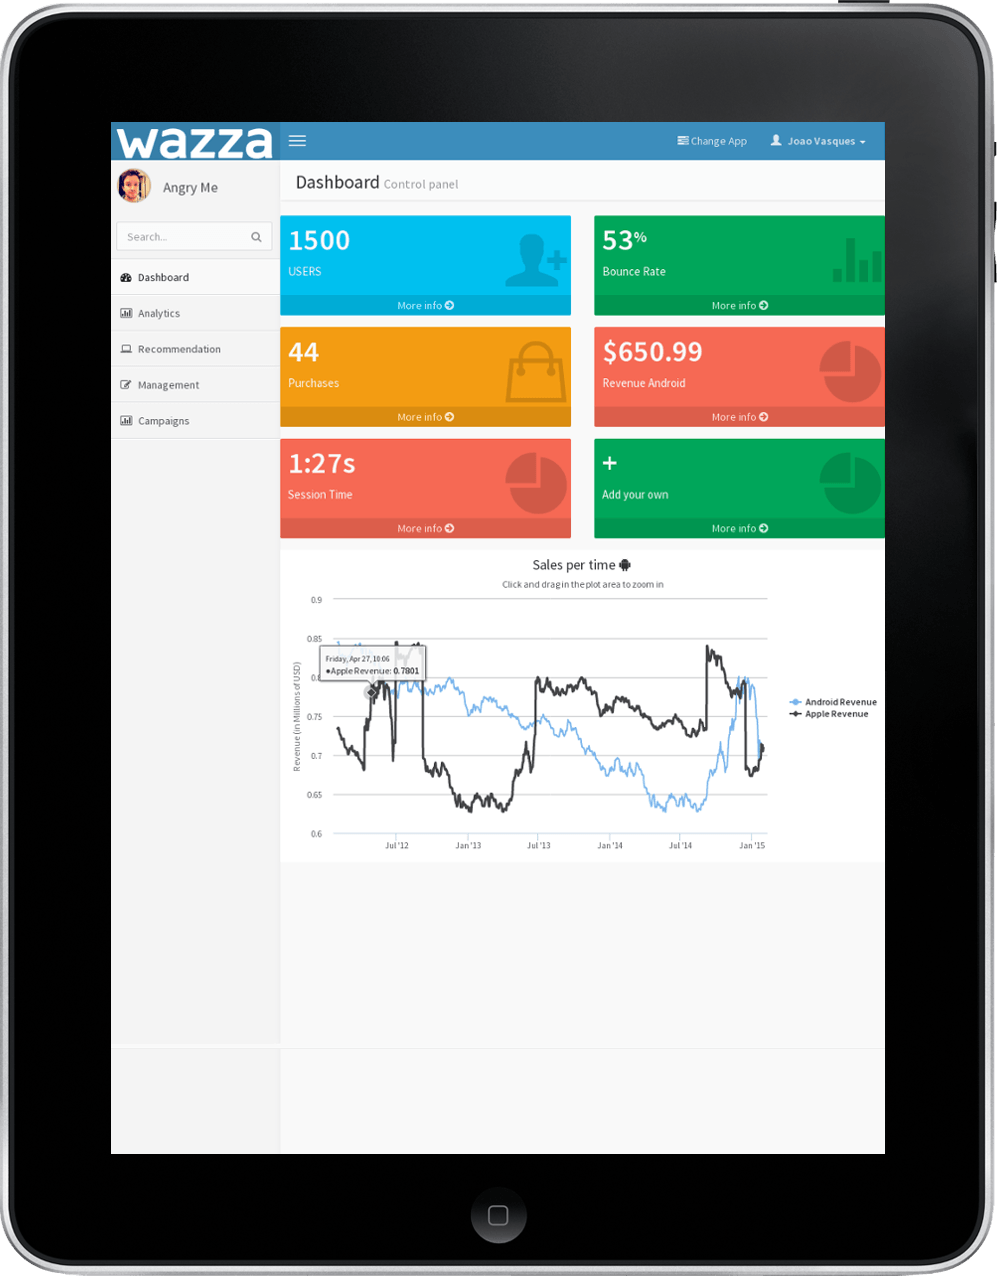 wazza
Change App
Joao Vasques
Angry Me
Dashboard Control panel
Search...
Dashboard
Analytics
Recommendation
Management
Campaigns
1500
USERS
More info
53%
Bounce Rate
More info
44
Purchases
More info
$650.99
Revenue Android
More info
1:27s
Session Time
More info
+
Add your own
More info
Sales per time
Click and drag in the plot area to zoom in
Revenue (in Millions of USD)
0.9
0.85
0.75
0.7
0.65
0.6
Friday, Apr 27, 10:06
●Apple Revenue: 0.7801
Android Revenue
Apple Revenue
Jul '12
Jan '13
Jul '13
Jan '14
Jul '14
Jan '15